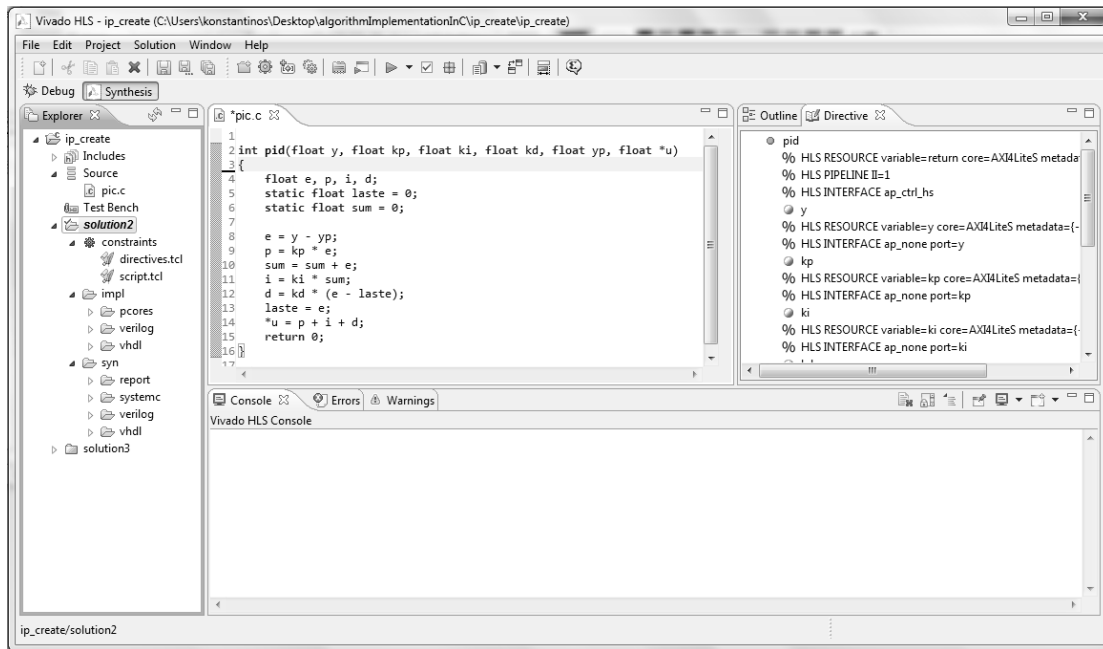 Vivado HLS - ip_create (C:\Users\konstantinos\Desktop\algorithmImplementationInC\ip_create\ip_create)
File Edit Project Solution Window Help
Debug Synthesis
Explorer
ip_create
Includes
Source
pic.c
Test Bench
solution2
constraints
directives.tcl
script.tcl
impl
pcores
verilog
vhdl
syn
report
systemc
verilog
vhdl
solution3
*pic.c
1
2 int pid(float y, float kp, float ki, float kd, float yp, float *u)
3 {
4 float e, p, i, d;
5 static float laste = 0;
6 static float sum = 0;
7
8 e = y - yp;
9 p = kp * e;
10 sum = sum + e;
11 i = ki * sum;
12 d = kd * (e - laste);
13 laste = e;
14 *u = p + i + d;
15 return 0;
16 }
17
Outline Directive
pid
% HLS RESOURCE variable=return core=AXI4LiteS metada
% HLS PIPELINE II=1
% HLS INTERFACE ap_ctrl_hs
y
% HLS RESOURCE variable=y core=AXI4LiteS metadata={-
% HLS INTERFACE ap_none port=y
kp
% HLS RESOURCE variable=kp core=AXI4LiteS metadata={
% HLS INTERFACE ap_none port=kp
ki
% HLS RESOURCE variable=ki core=AXI4LiteS metadata={-
% HLS INTERFACE ap_none port=ki
Console Errors Warnings
Vivado HLS Console
ip_create/solution2